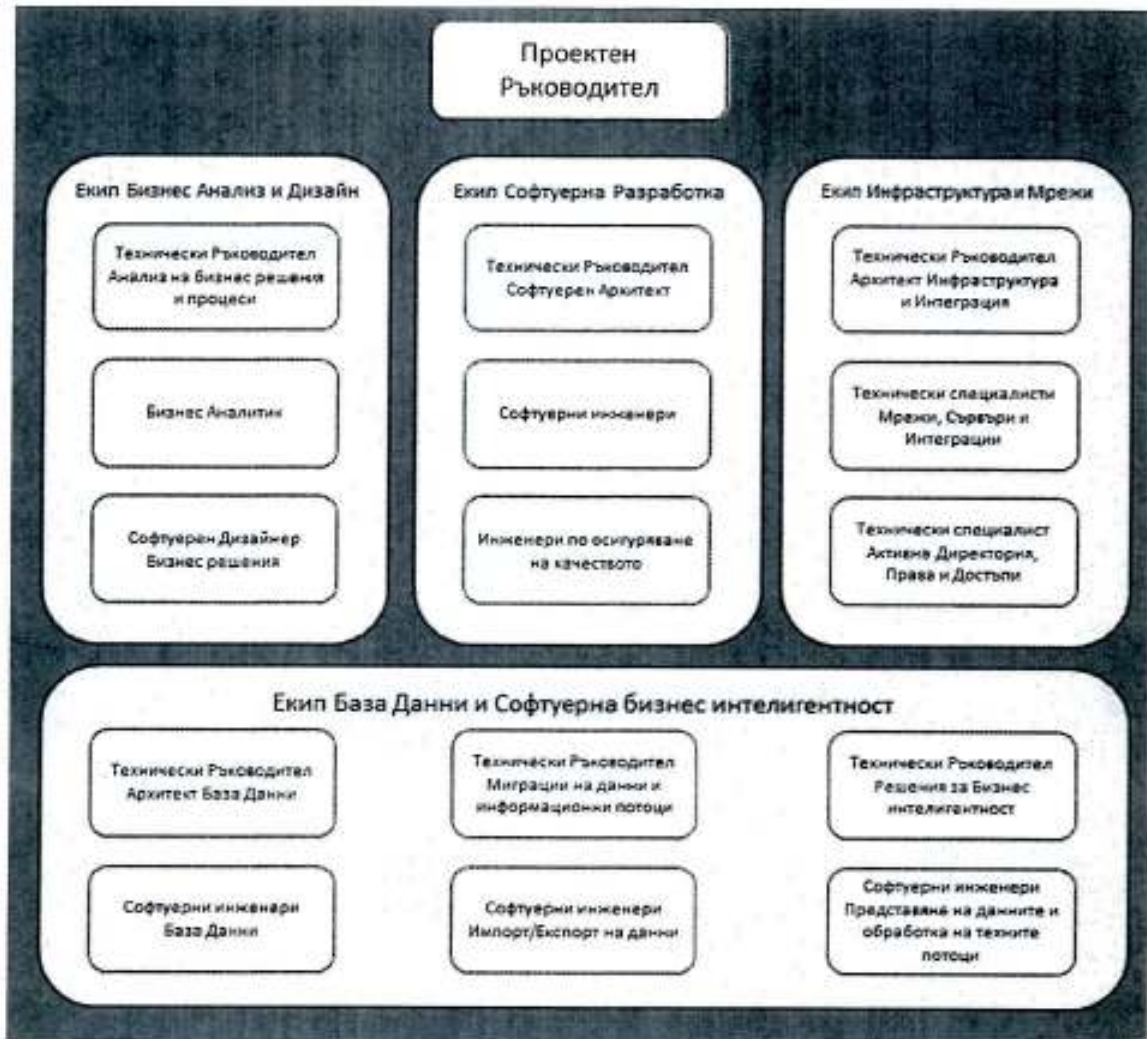 Проектен
Ръководител
Екип Бизнес Анализ и Дизайн
Технически Ръководител
Анализ на бизнес решения
и процеси
Бизнес Аналитик
Софтуерен Дизайнер
Бизнес решения
Екип Софтуерна Разработка
Технически Ръководител
Софтуерен Архитект
Софтуерни инженери
Инженери по осигуряване
на качеството
Екип Инфраструктура и Мрежи
Технически Ръководител
Архитект Инфраструктура
и Интеграция
Технически специалисти
Мрежи, Сървъри и
Интеграции
Технически специалист
Активна Директория,
Права и Достъпи
Екип База Данни и Софтуерна бизнес интелигентност
Технически Ръководител
Архитект База Данни
Технически Ръководител
Миграции на данни и
информационни потоци
Технически Ръководител
Решения за Бизнес
интелигентност
Софтуерни инженери
База Данни
Софтуерни инженери
Импорт/Експорт на данни
Софтуерни инженери
Представяне на данните и
обработка на техните
потоци